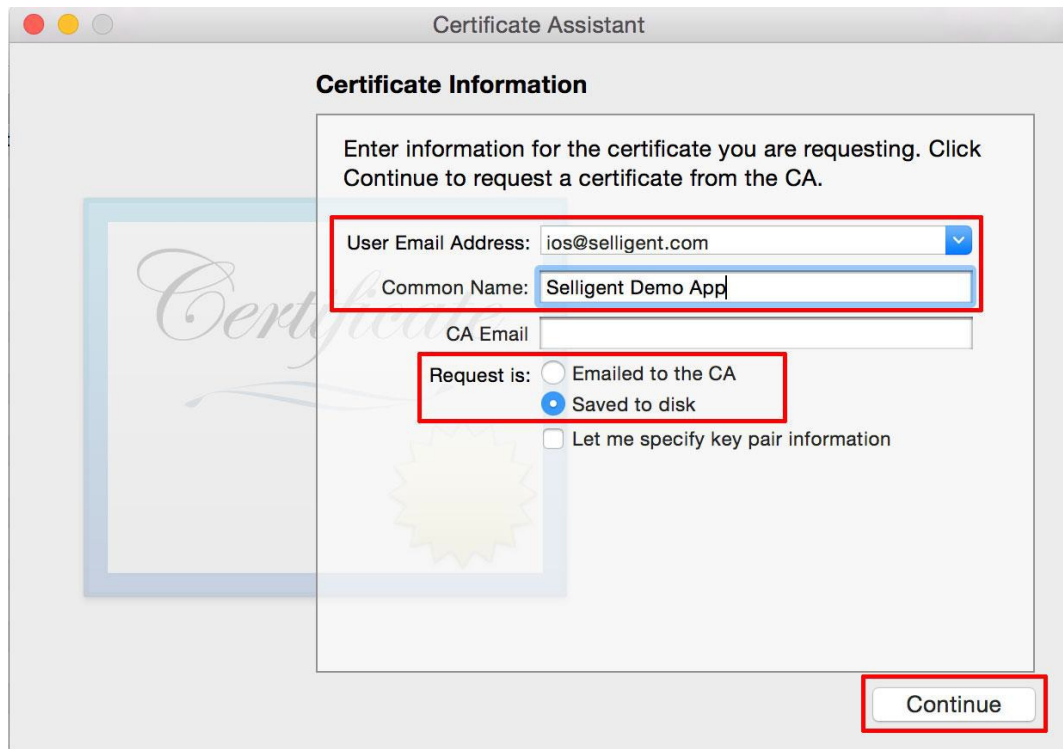 Certificate Assistant
Certificate Information
Enter information for the certificate you are requesting. Click
Continue to request a certificate from the CA.
User Email Address: ios@selligent.com
Common Name: Selligent Demo App
Certificate
CA Email
Request is: Emailed to the CA
Saved to disk
Let me specify key pair information
Continue